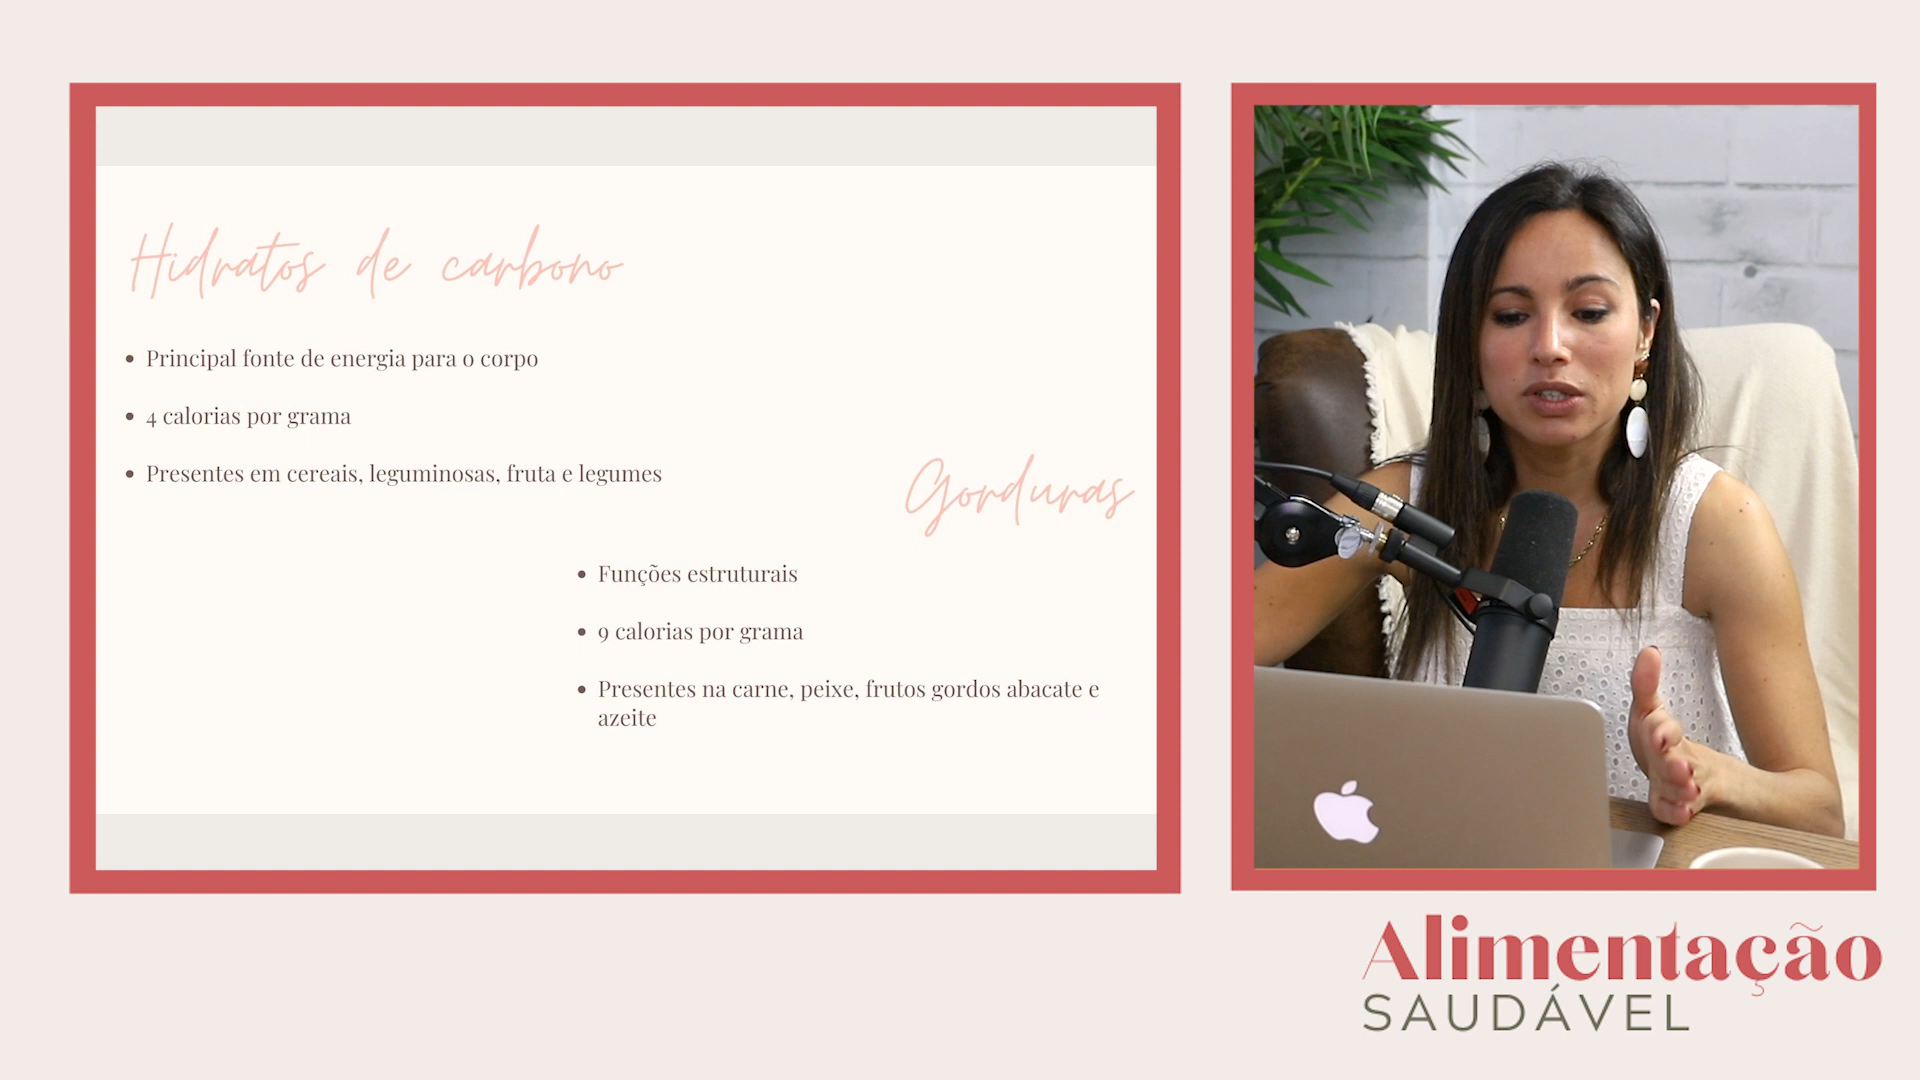 Hidratos de carbono
Principal fonte de energia para o corpo
4 calorias por grama
Presentes em cereais, leguminosas, fruta e legumes
Gorduras
Funções estruturais
9 calorias por grama
Presentes na carne, peixe, frutos gordos abacate e
azeite
Alimentação
SAUDÁVEL